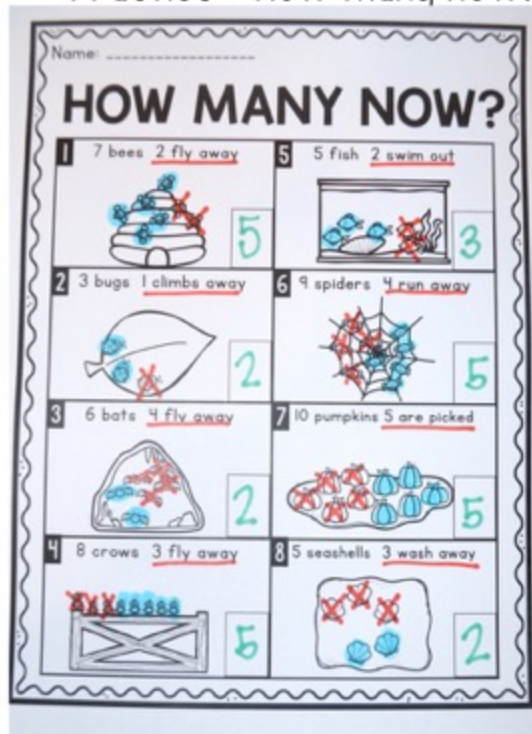 Name:
HOW MANY NOW?
1 7 bees 2 fly away
5
2 3 bugs 1 climbs away
2
3 6 bats 4 fly away
2
4 8 crows 3 fly away
5
5 5 fish 2 swim out
3
6 9 spiders 4 run away
5
7 10 pumpkins 5 are picked
5
8 5 seashells 3 wash away
2